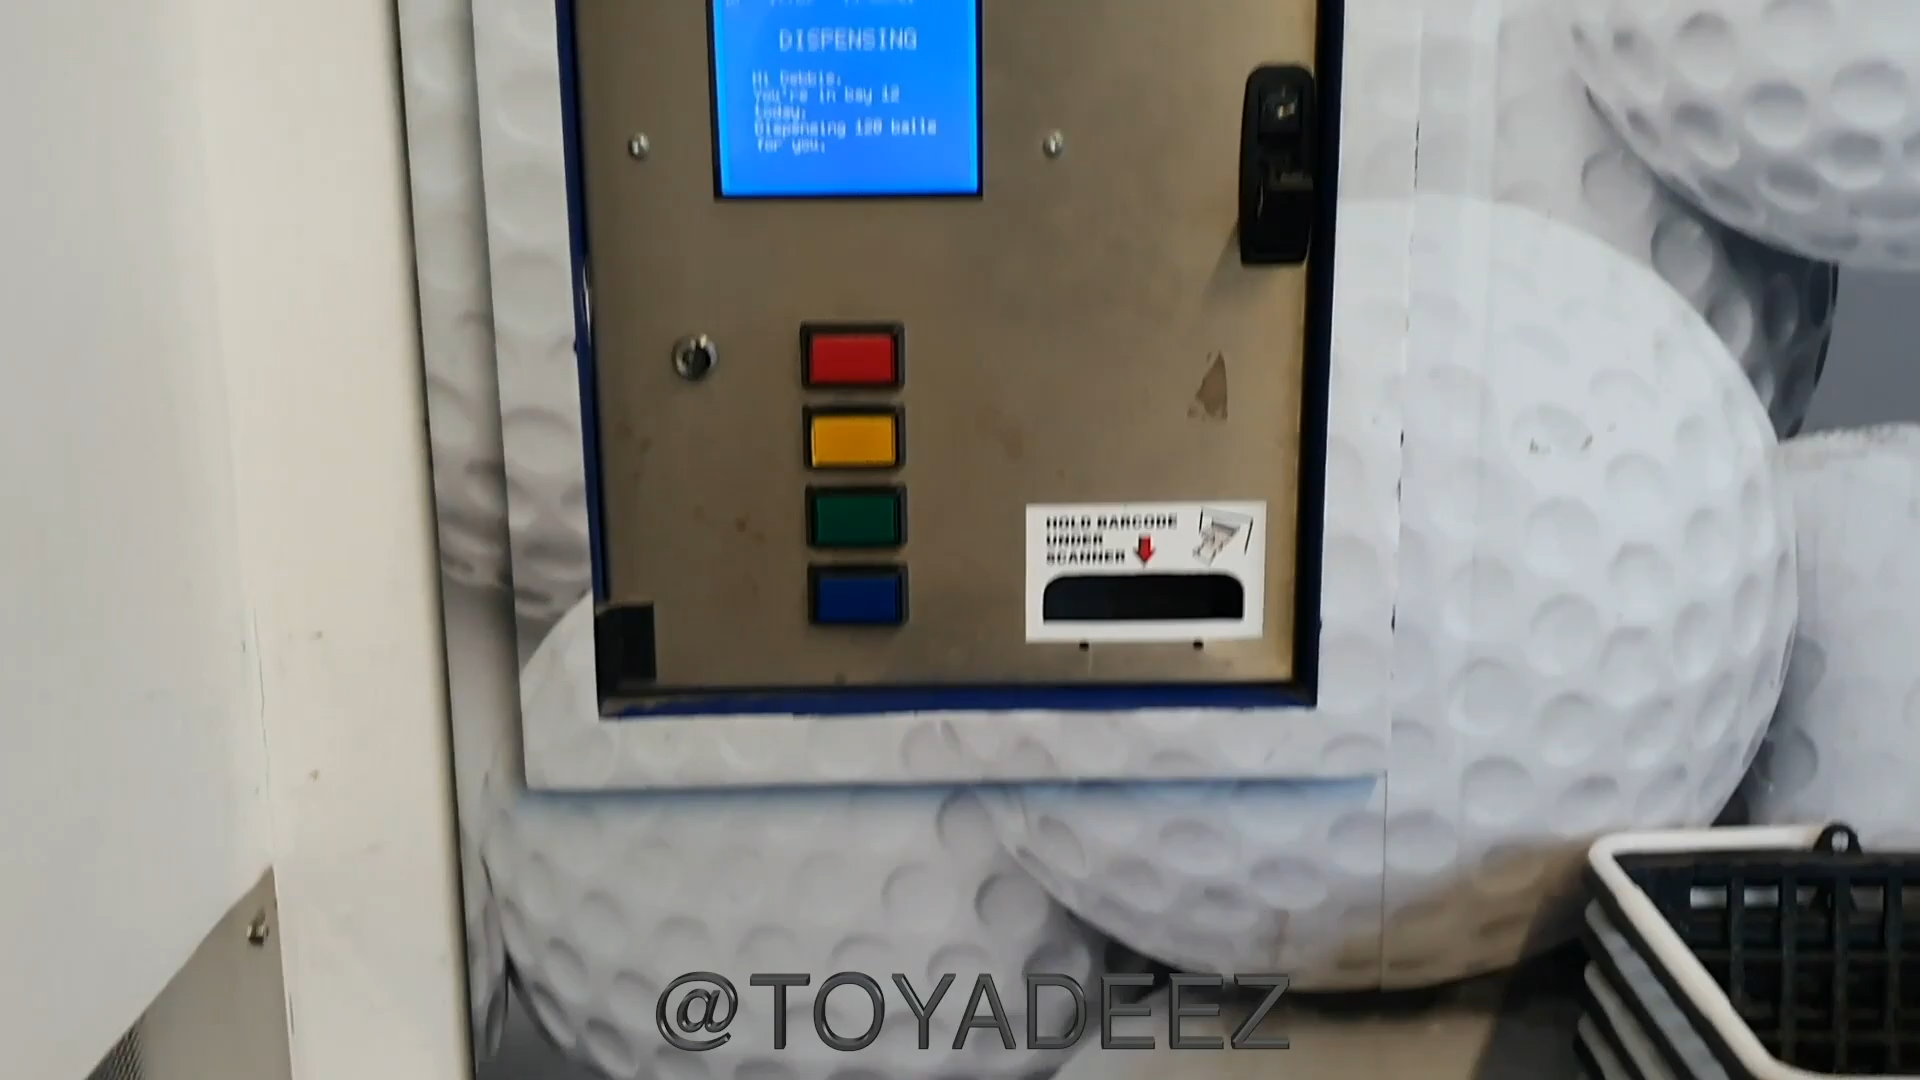 DISPENSING
Hi Debbie,
You're in bay 12
today.
Dispensing 120 balls
for you.
HOLD BARCODE
UNDER
SCANNER
@TOYADEEZ